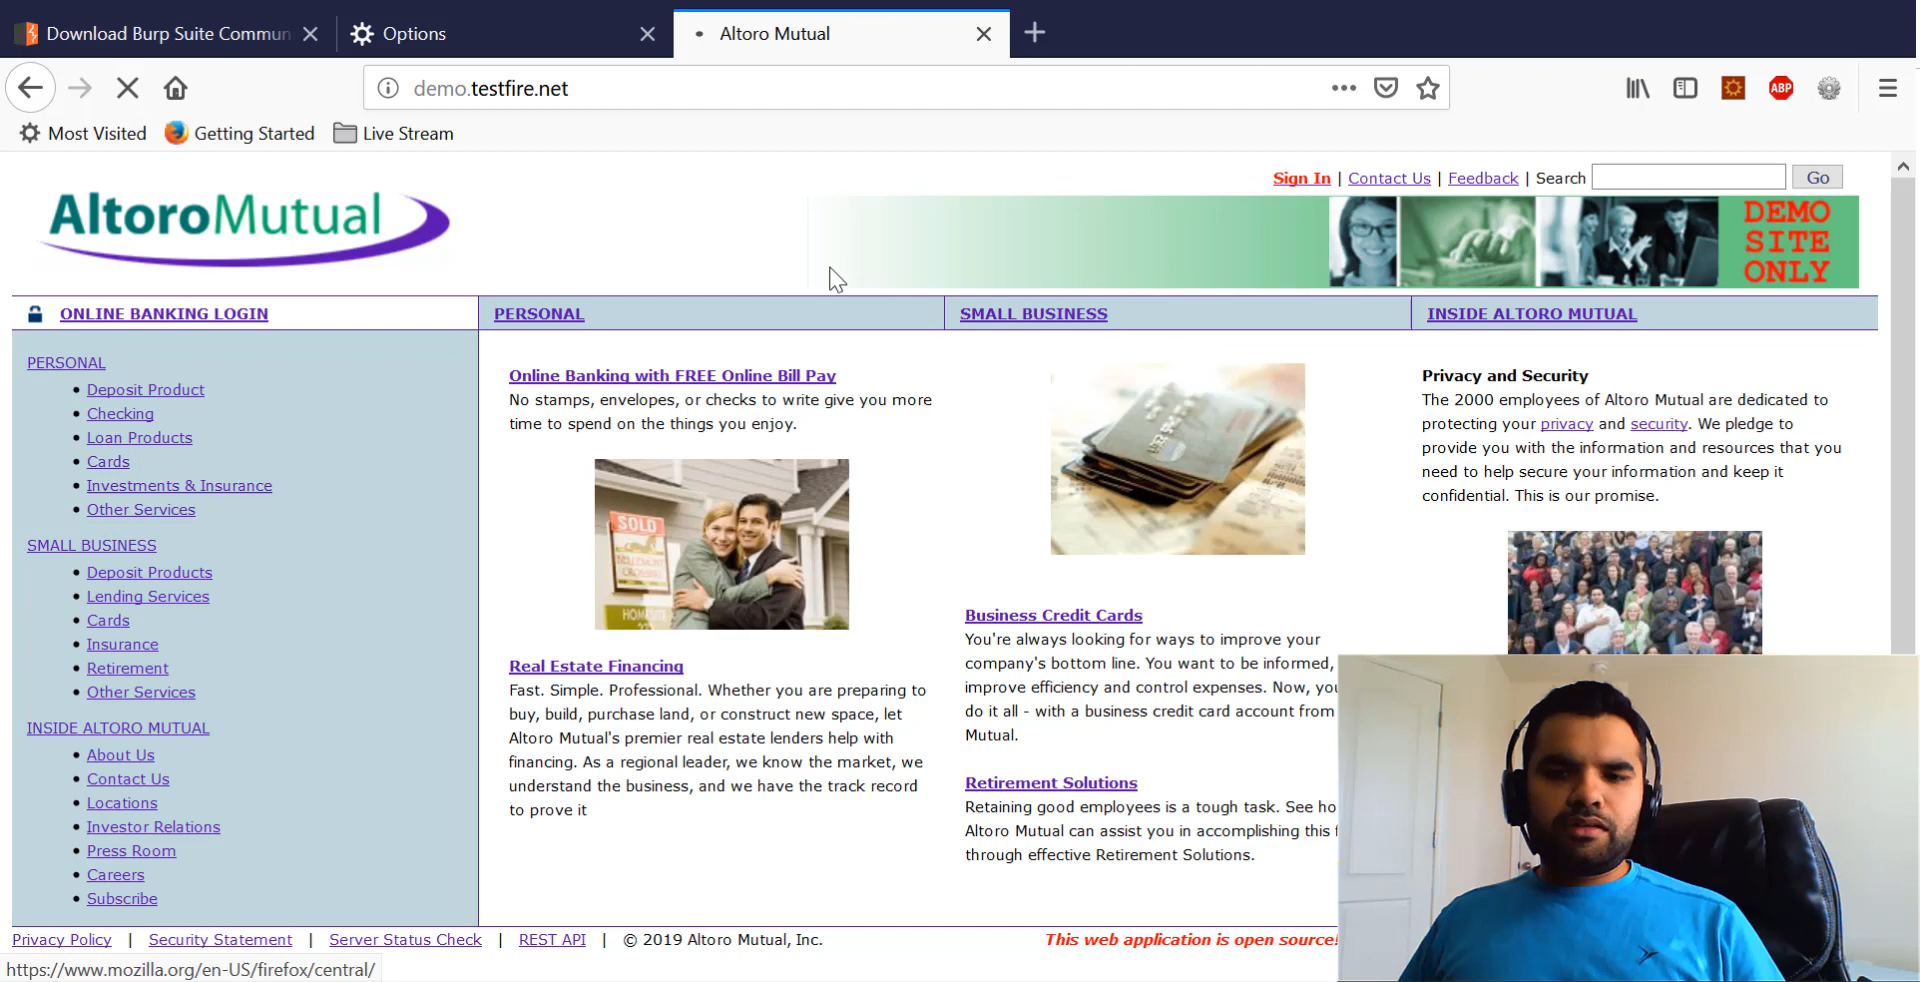 Download Burp Suite Commun
Options
Altoro Mutual
demo.testfire.net
ABP
Most Visited
Getting Started
Live Stream
Sign In | Contact Us | Feedback | Search
Go
AltoroMutual
DEMO
SITE
ONLY
ONLINE BANKING LOGIN
PERSONAL
SMALL BUSINESS
INSIDE ALTORO MUTUAL
PERSONAL
Deposit Product
Checking
Loan Products
Cards
Investments & Insurance
Other Services
SMALL BUSINESS
Deposit Products
Lending Services
Cards
Insurance
Retirement
Other Services
INSIDE ALTORO MUTUAL
About Us
Contact Us
Locations
Investor Relations
Press Room
Careers
Subscribe
Online Banking with FREE Online Bill Pay
No stamps, envelopes, or checks to write give you more
time to spend on the things you enjoy.
SOLD
Real Estate Financing
Fast. Simple. Professional. Whether you are preparing to
buy, build, purchase land, or construct new space, let
Altoro Mutual's premier real estate lenders help with
financing. As a regional leader, we know the market, we
understand the business, and we have the track record
to prove it
Business Credit Cards
You're always looking for ways to improve your
company's bottom line. You want to be informed,
improve efficiency and control expenses. Now, you
do it all - with a business credit card account from
Mutual.
Retirement Solutions
Retaining good employees is a tough task. See ho
Altoro Mutual can assist you in accomplishing this f
through effective Retirement Solutions.
Privacy and Security
The 2000 employees of Altoro Mutual are dedicated to
protecting your privacy and security. We pledge to
provide you with the information and resources that you
need to help secure your information and keep it
confidential. This is our promise.
Privacy Policy | Security Statement | Server Status Check | REST API | © 2019 Altoro Mutual, Inc.
This web application is open source!
https://www.mozilla.org/en-US/firefox/central/